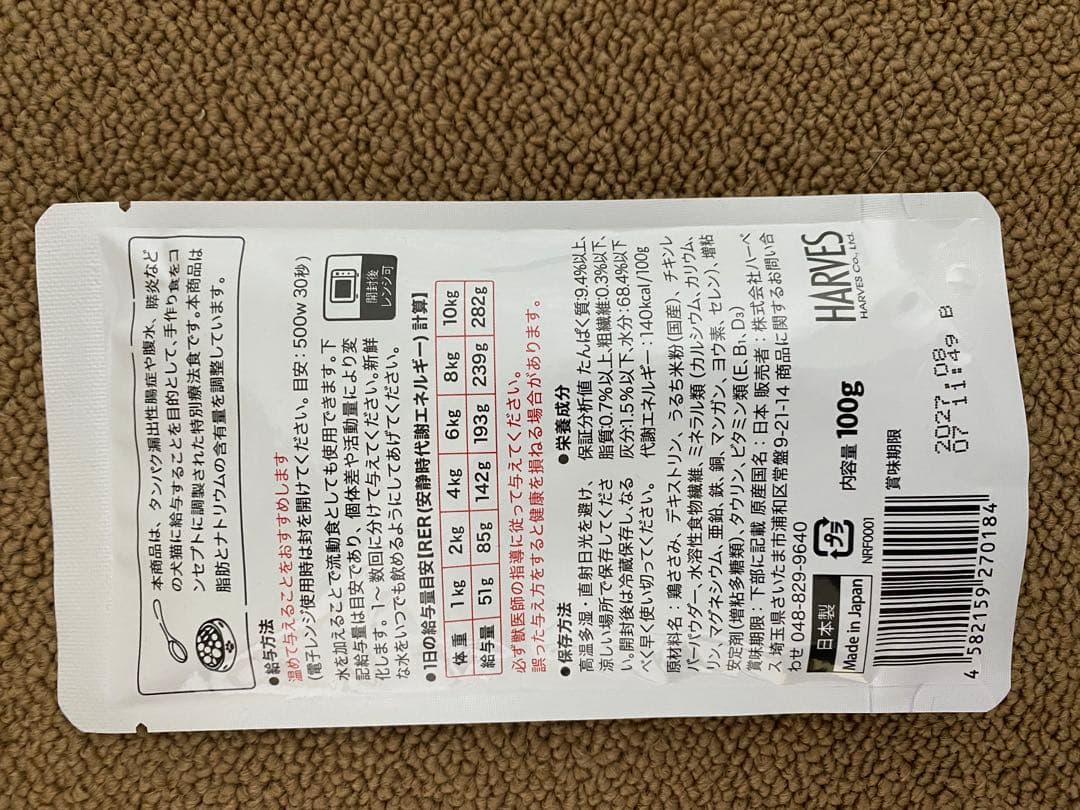 本商品は、タンパク漏出性腸症や腹水、膵炎など
の犬猫に給与することを目的として、手作り食をコ
ンセプトに調製された特別療法食です。本商品は
脂肪とナトリウムの含有量を調整しています。
●給与方法
温めて与えることをおすすめします
(電子レンジ使用時は封を開けてください。目安:500w 30秒)
水を加えることで流動食としても使用できます。下
記給与量は目安であり、個体差や活動量により変
化します。1〜数回に分けて与えてください。新鮮
な水をいつでも飲めるようにしてあげてください。
開封後
レンジ可
●1日の給与量目安【RER(安静時代謝エネルギー)計算】
体重 1kg 2kg 4kg 6kg 8kg 10kg
給与量 51g 85g 142g 193g 239g 282g
必ず獣医師の指導に従って与えてください。
誤った与え方をすると健康を損ねる場合があります。
●保存方法
高温多湿・直射日光を避け、
涼しい場所で保存してくださ
い。開封後は冷蔵保存しなる
べく早く使い切ってください。
●栄養成分
保証分析値 たんぱく質:9.4%以上、
脂質:0.7%以上、粗繊維:0.3%以下、
灰分:1.5%以下、水分:68.4%以下
代謝エネルギー:140kcal/100g
原材料名:鶏ささみ、デキストリン、うるち米粉(国産)、チキンレ
バーパウダー、水溶性食物繊維、ミネラル類(カルシウム、カリウム、
リン、マグネシウム、亜鉛、鉄、銅、マンガン、ヨウ素、セレン)、増粘
安定剤(増粘多糖類)、タウリン、ビタミン類(E、B、D₃)
賞味期限:下部に記載 原産国名:日本 販売者:株式会社ハーベ
ス 埼玉県さいたま市浦和区常盤9-21-14 商品に関するお問い合
わせ 048-829-9640
日本製
Made in Japan
プラ
NRF0001
内容量 100g
HARVES
HARVES CO., Ltd.
賞味期限
2027.08
07 11:49 B
4 582159 270184